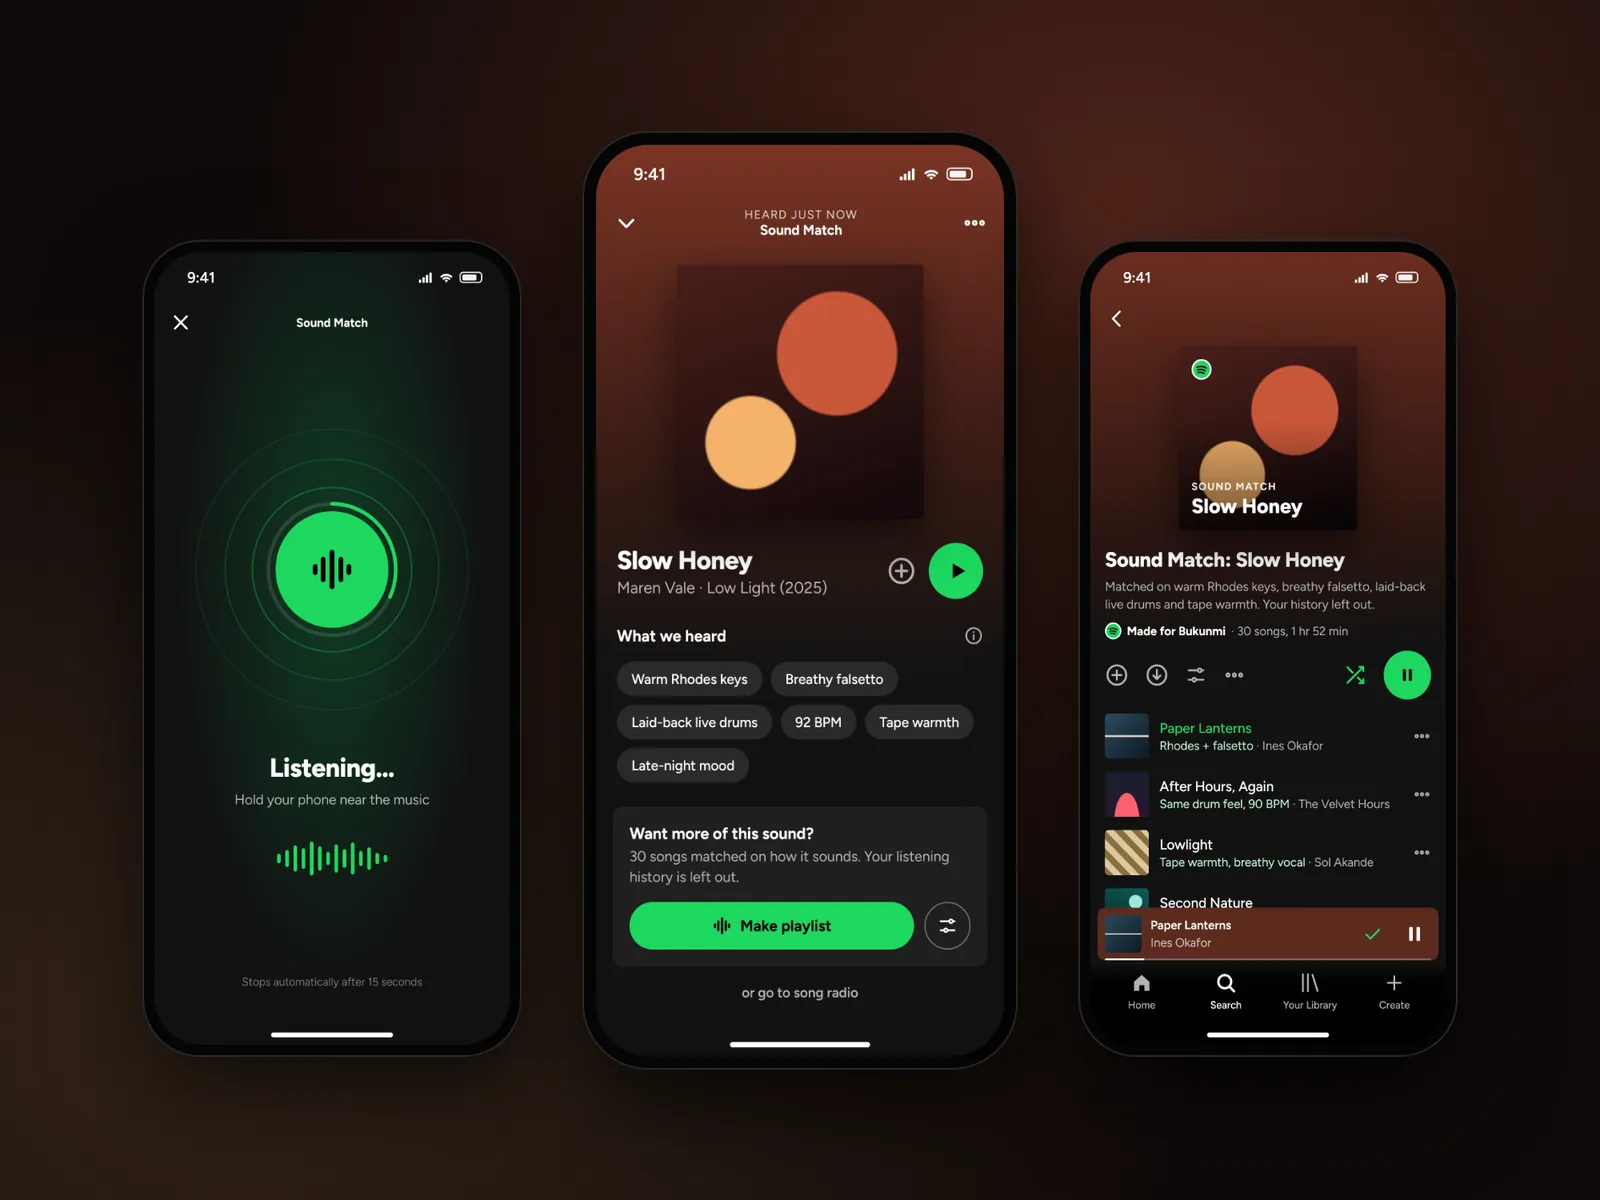 9:41
Sound Match
Listening...
Hold your phone near the music
Stops automatically after 15 seconds
9:41
HEARD JUST NOW
Sound Match
Slow Honey
Maren Vale · Low Light (2025)
What we heard
Warm Rhodes keys
Breathy falsetto
Laid-back live drums
92 BPM
Tape warmth
Late-night mood
Want more of this sound?
30 songs matched on how it sounds. Your listening
history is left out.
Make playlist
or go to song radio
9:41
SOUND MATCH
Slow Honey
Sound Match: Slow Honey
Matched on warm Rhodes keys, breathy falsetto, laid-back
live drums and tape warmth. Your history left out.
Made for Bukunmi · 30 songs, 1 hr 52 min
Paper Lanterns
Rhodes + falsetto · Ines Okafor
After Hours, Again
Same drum feel, 90 BPM · The Velvet Hours
Lowlight
Tape warmth, breathy vocal · Sol Akande
Second Nature
Paper Lanterns
Ines Okafor
Home
Search
Your Library
Create